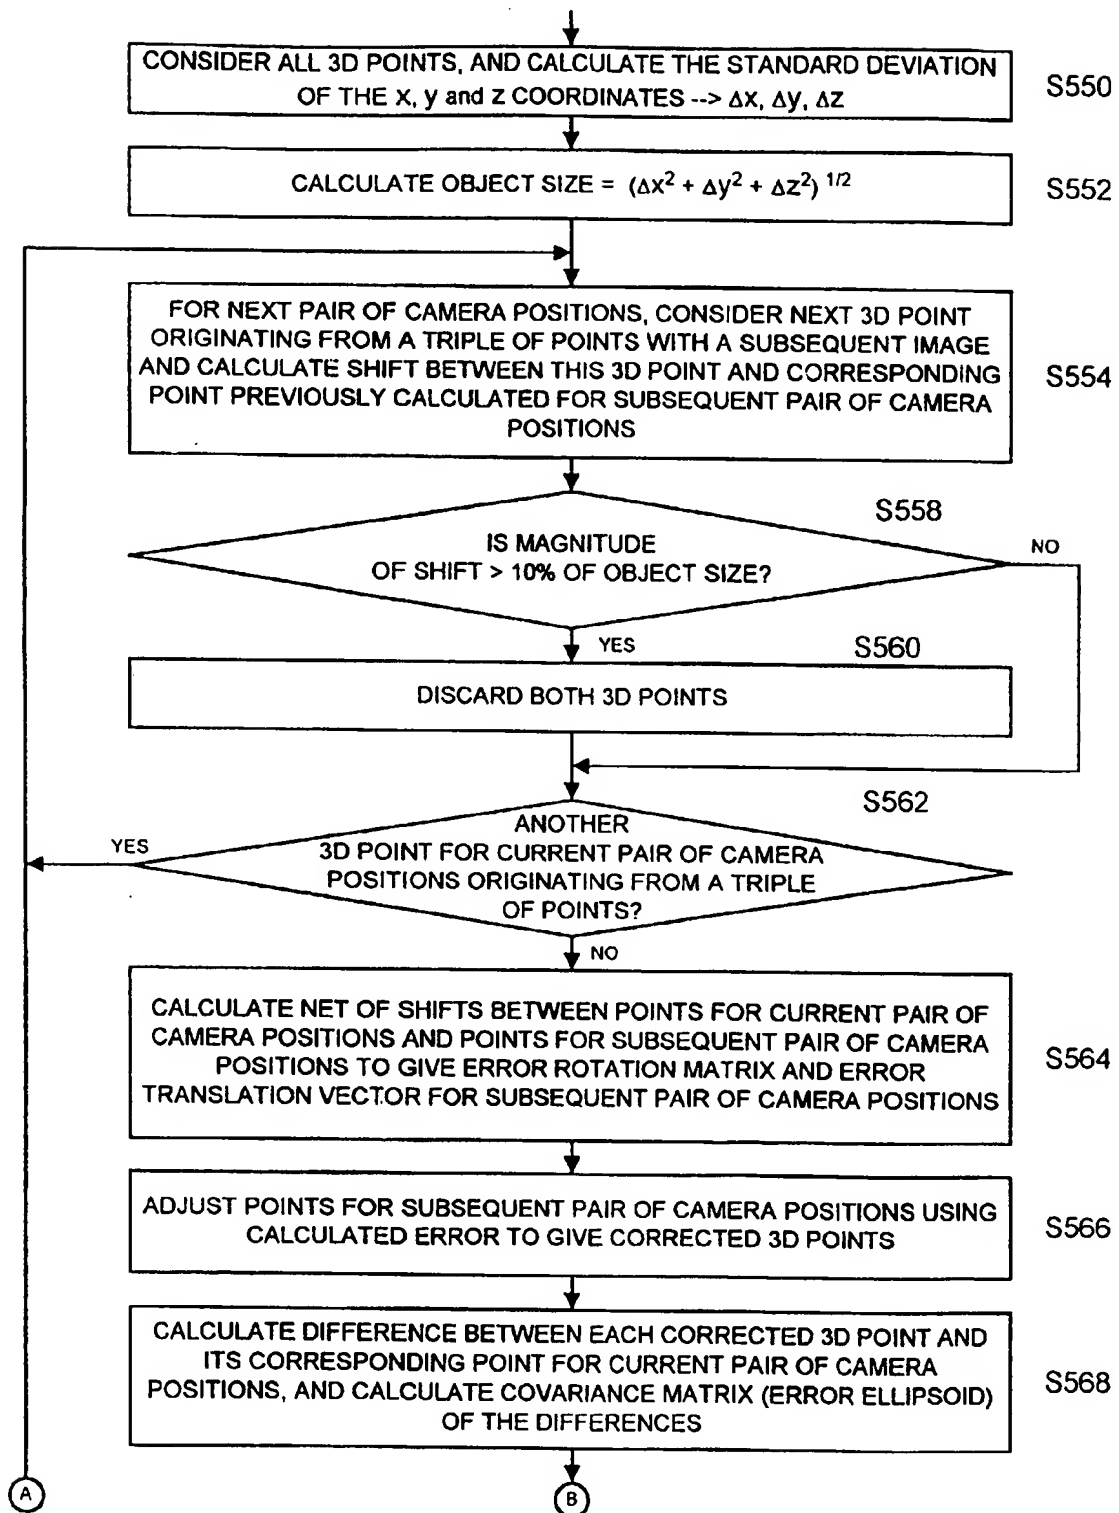 CONSIDER ALL 3D POINTS, AND CALCULATE THE STANDARD DEVIATION
OF THE x, y and z COORDINATES --> Δx, Δy, Δz
S550
CALCULATE OBJECT SIZE = (Δx² + Δy² + Δz²) ¹/²
S552
FOR NEXT PAIR OF CAMERA POSITIONS, CONSIDER NEXT 3D POINT
ORIGINATING FROM A TRIPLE OF POINTS WITH A SUBSEQUENT IMAGE
AND CALCULATE SHIFT BETWEEN THIS 3D POINT AND CORRESPONDING
POINT PREVIOUSLY CALCULATED FOR SUBSEQUENT PAIR OF CAMERA
POSITIONS
S554
S558
IS MAGNITUDE
OF SHIFT > 10% OF OBJECT SIZE?
NO
YES
S560
DISCARD BOTH 3D POINTS
S562
ANOTHER
3D POINT FOR CURRENT PAIR OF CAMERA
POSITIONS ORIGINATING FROM A TRIPLE
OF POINTS?
YES
NO
CALCULATE NET OF SHIFTS BETWEEN POINTS FOR CURRENT PAIR OF
CAMERA POSITIONS AND POINTS FOR SUBSEQUENT PAIR OF CAMERA
POSITIONS TO GIVE ERROR ROTATION MATRIX AND ERROR
TRANSLATION VECTOR FOR SUBSEQUENT PAIR OF CAMERA POSITIONS
S564
ADJUST POINTS FOR SUBSEQUENT PAIR OF CAMERA POSITIONS USING
CALCULATED ERROR TO GIVE CORRECTED 3D POINTS
S566
CALCULATE DIFFERENCE BETWEEN EACH CORRECTED 3D POINT AND
ITS CORRESPONDING POINT FOR CURRENT PAIR OF CAMERA
POSITIONS, AND CALCULATE COVARIANCE MATRIX (ERROR ELLIPSOID)
OF THE DIFFERENCES
S568
A
B